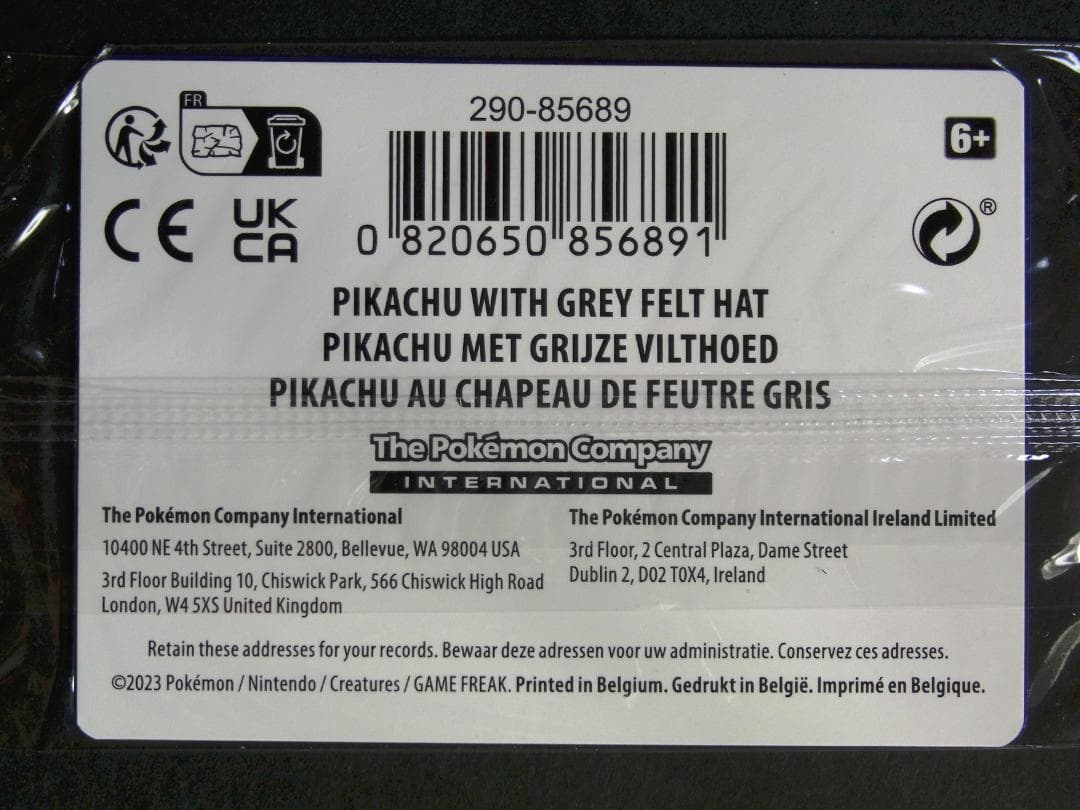 FR
290-85689
6+
CE
UK
CA
®
0 820650 856891
PIKACHU WITH GREY FELT HAT
PIKACHU MET GRIJZE VILTHOED
PIKACHU AU CHAPEAU DE FEUTRE GRIS
The Pokémon Company
INTERNATIONAL
The Pokémon Company International
10400 NE 4th Street, Suite 2800, Bellevue, WA 98004 USA
3rd Floor Building 10, Chiswick Park, 566 Chiswick High Road
London, W4 5XS United Kingdom
The Pokémon Company International Ireland Limited
3rd Floor, 2 Central Plaza, Dame Street
Dublin 2, D02 T0X4, Ireland
Retain these addresses for your records. Bewaar deze adressen voor uw administratie. Conservez ces adresses.
©2023 Pokémon / Nintendo / Creatures / GAME FREAK. Printed in Belgium. Gedrukt in België. Imprimé en Belgique.